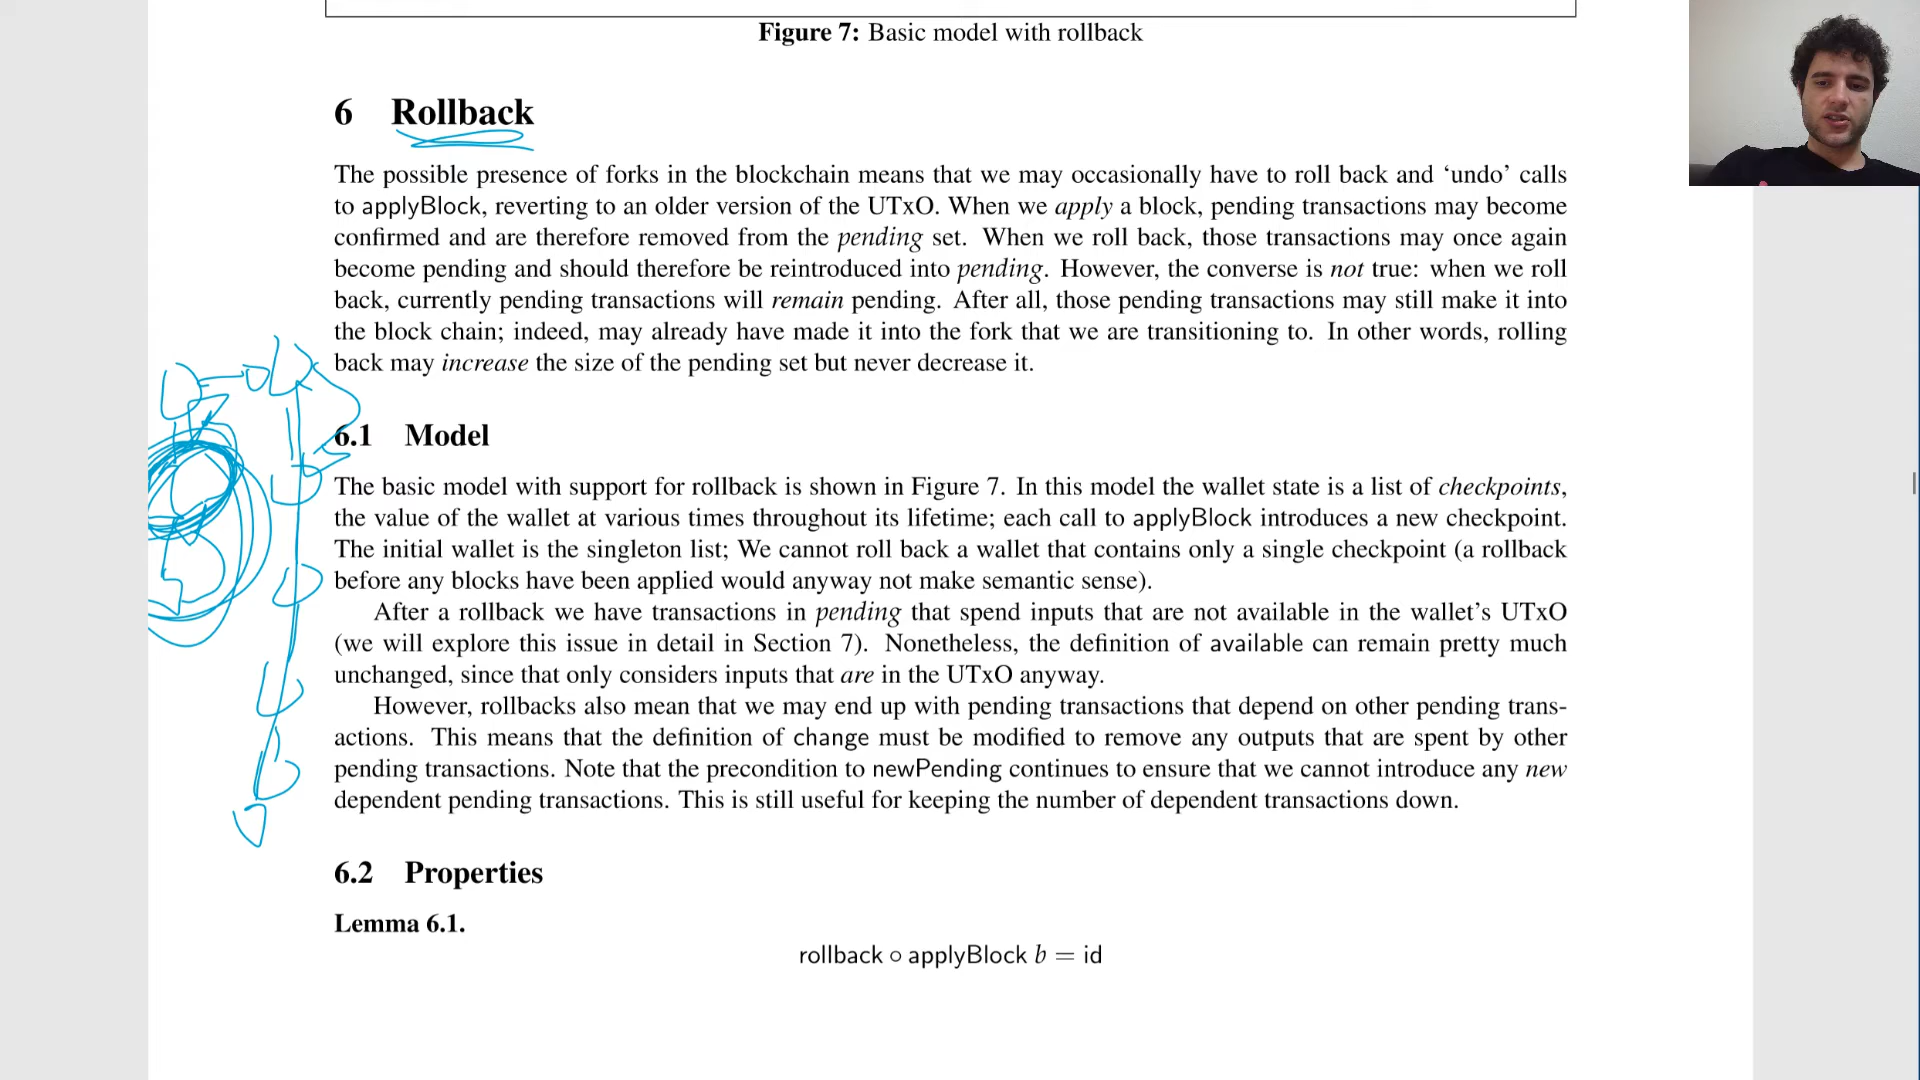 Figure 7: Basic model with rollback
6 Rollback
The possible presence of forks in the blockchain means that we may occasionally have to roll back and ‘undo’ calls
to applyBlock, reverting to an older version of the UTxO. When we apply a block, pending transactions may become
confirmed and are therefore removed from the pending set. When we roll back, those transactions may once again
become pending and should therefore be reintroduced into pending. However, the converse is not true: when we roll
back, currently pending transactions will remain pending. After all, those pending transactions may still make it into
the block chain; indeed, may already have made it into the fork that we are transitioning to. In other words, rolling
back may increase the size of the pending set but never decrease it.
6.1 Model
The basic model with support for rollback is shown in Figure 7. In this model the wallet state is a list of checkpoints,
the value of the wallet at various times throughout its lifetime; each call to applyBlock introduces a new checkpoint.
The initial wallet is the singleton list; We cannot roll back a wallet that contains only a single checkpoint (a rollback
before any blocks have been applied would anyway not make semantic sense).
After a rollback we have transactions in pending that spend inputs that are not available in the wallet’s UTxO
(we will explore this issue in detail in Section 7). Nonetheless, the definition of available can remain pretty much
unchanged, since that only considers inputs that are in the UTxO anyway.
However, rollbacks also mean that we may end up with pending transactions that depend on other pending trans-
actions. This means that the definition of change must be modified to remove any outputs that are spent by other
pending transactions. Note that the precondition to newPending continues to ensure that we cannot introduce any new
dependent pending transactions. This is still useful for keeping the number of dependent transactions down.
6.2 Properties
Lemma 6.1.
rollback ∘ applyBlock b = id